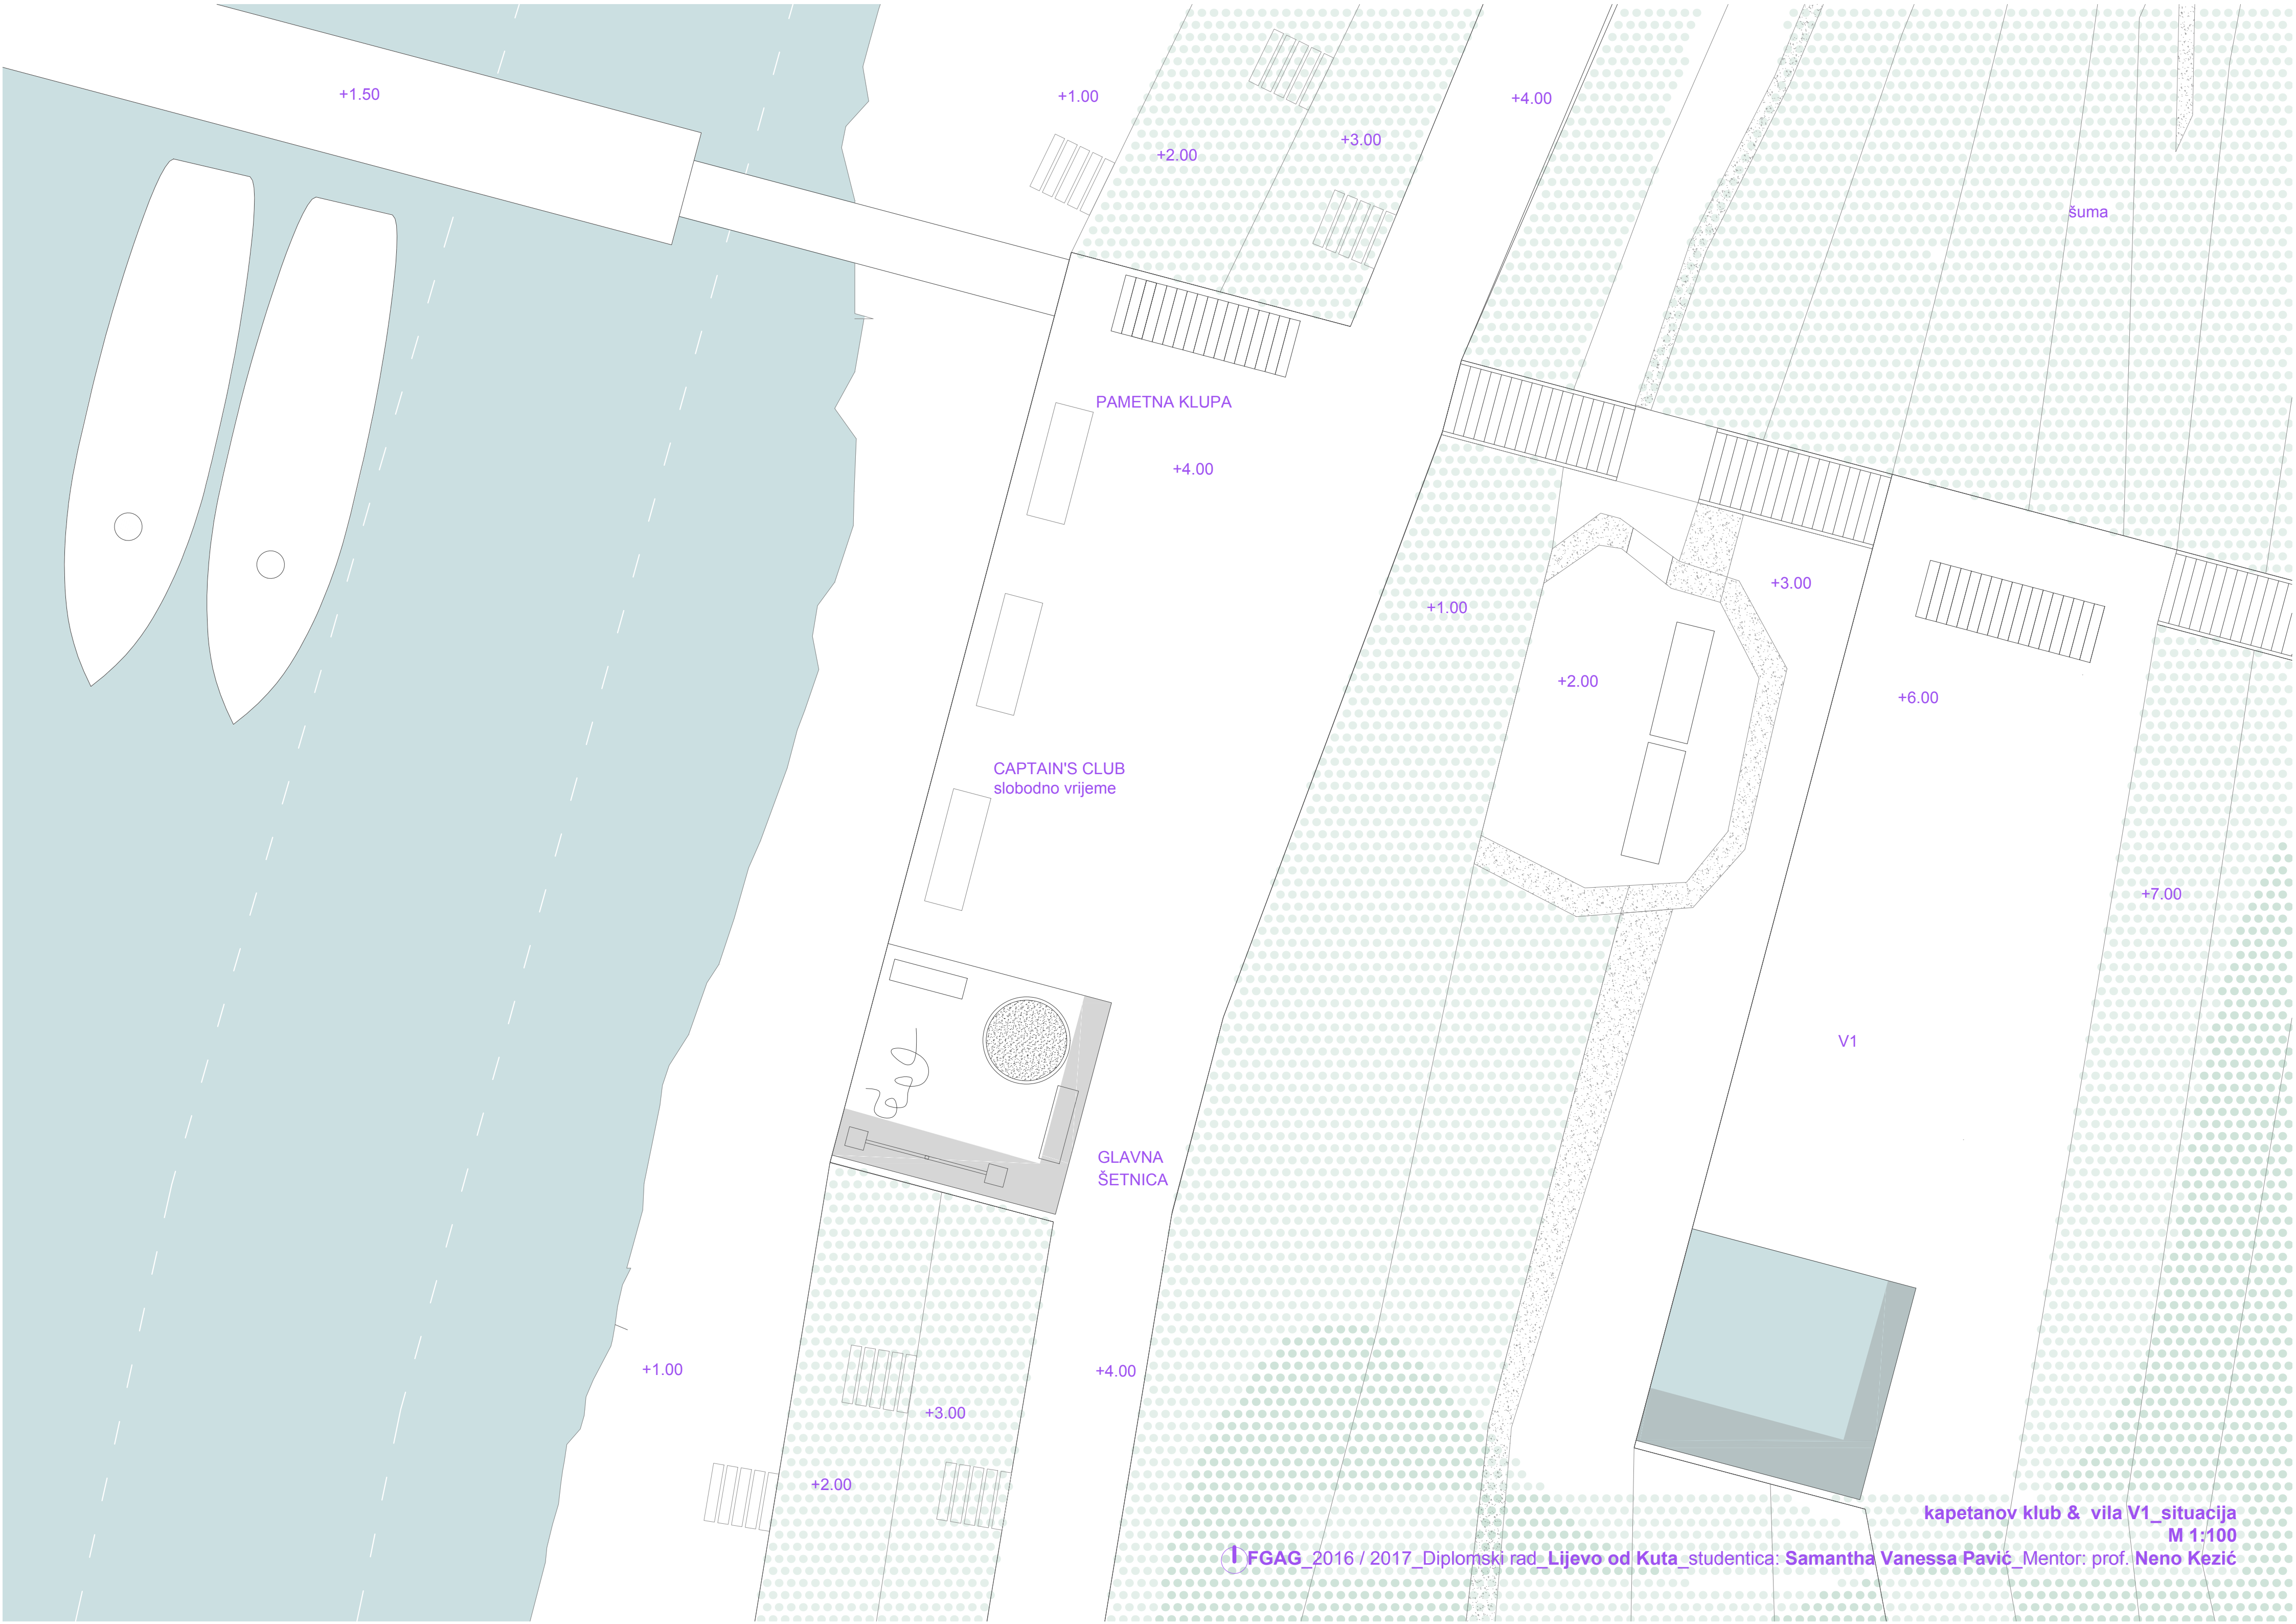 +1.50
+1.00
+4.00
+3.00
+2.00
šuma
PAMETNA KLUPA
+4.00
+3.00
+1.00
+2.00
+6.00
CAPTAIN'S CLUB
slobodno vrijeme
+7.00
V1
GLAVNA
ŠETNICA
+1.00
+4.00
+3.00
+2.00
kapetanov klub & vila V1_situacija
M 1:100
FGAG_2016 / 2017_Diplomski rad_Lijevo od Kuta_studentica: Samantha Vanessa Pavić_Mentor: prof. Neno Kezić